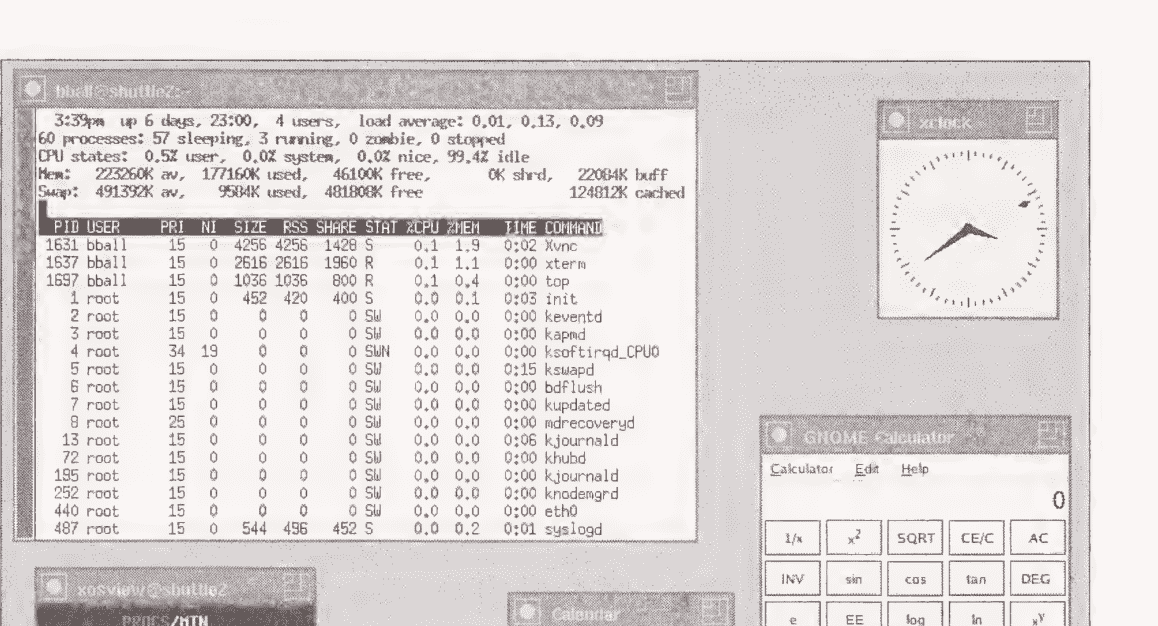 bball@shuttle2:~
3:39pm up 6 days, 23:00, 4 users, load average: 0.01, 0.13, 0.09
60 processes: 57 sleeping, 3 running, 0 zombie, 0 stopped
CPU states: 0.5% user, 0.0% system, 0.0% nice, 99.4% idle
Mem: 223260K av, 177160K used, 46100K free, 0K shrd, 22084K buff
Swap: 491392K av, 9584K used, 481808K free 124812K cached
PID USER PRI NI SIZE RSS SHARE STAT %CPU %MEM TIME COMMAND
1631 bball 15 0 4256 4256 1428 S 0.1 1.9 0:02 Xvnc
1637 bball 15 0 2616 2616 1960 R 0.1 1.1 0:00 xterm
1697 bball 15 0 1036 1036 800 R 0.1 0.4 0:00 top
1 root 15 0 452 420 400 S 0.0 0.1 0:03 init
2 root 15 0 0 0 0 SW 0.0 0.0 0:00 keventd
3 root 15 0 0 0 0 SW 0.0 0.0 0:00 kapmd
4 root 34 19 0 0 0 SWN 0.0 0.0 0:00 ksoftirqd_CPU0
5 root 15 0 0 0 0 SW 0.0 0.0 0:15 kswapd
6 root 15 0 0 0 0 SW 0.0 0.0 0:00 bdflush
7 root 15 0 0 0 0 SW 0.0 0.0 0:00 kupdated
8 root 25 0 0 0 0 SW 0.0 0.0 0:00 mdrecoveryd
13 root 15 0 0 0 0 SW 0.0 0.0 0:06 kjournald
72 root 15 0 0 0 0 SW 0.0 0.0 0:00 khubd
195 root 15 0 0 0 0 SW 0.0 0.0 0:00 kjournald
252 root 15 0 0 0 0 SW 0.0 0.0 0:00 knodemgrd
440 root 15 0 0 0 0 SW 0.0 0.0 0:00 eth0
487 root 15 0 544 496 452 S 0.0 0.2 0:01 syslogd
xclock
GNOME Calculator
Calculator Edit Help
0
1/x x² SQRT CE/C AC
INV sin cos tan DEG
e EE log ln xʸ
xosview@shuttle2
PROCS/MIN
Calendar